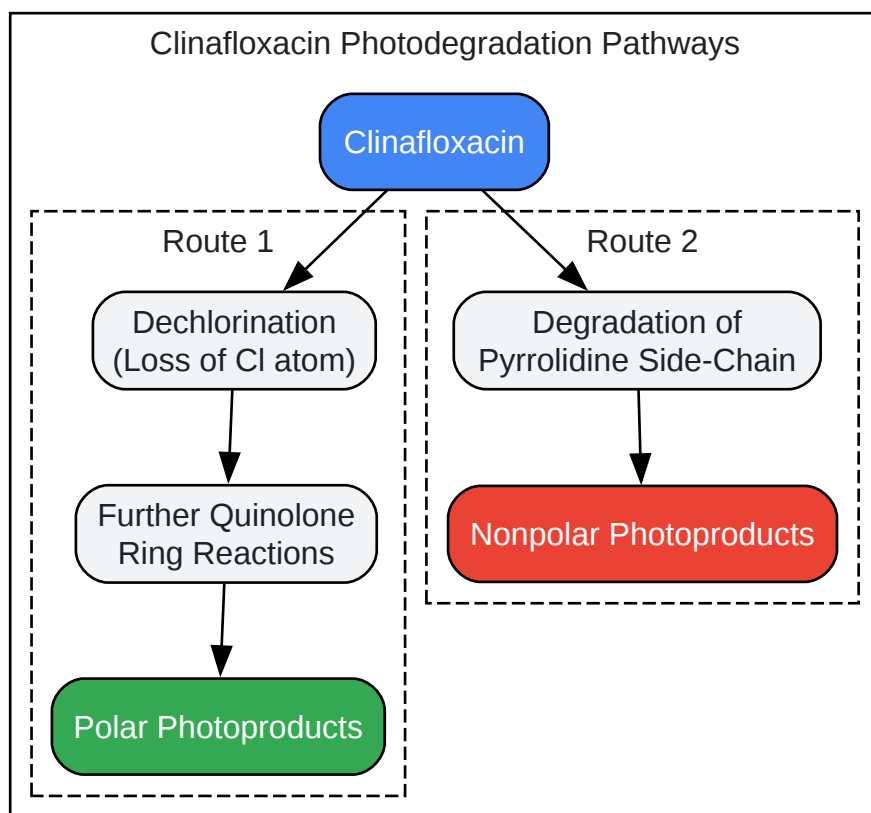 Clinafloxacin Photodegradation Pathways
Clinafloxacin
Route 1
Dechlorination
(Loss of Cl atom)
Further Quinolone
Ring Reactions
Polar Photoproducts
Route 2
Degradation of
Pyrrolidine Side-Chain
Nonpolar Photoproducts